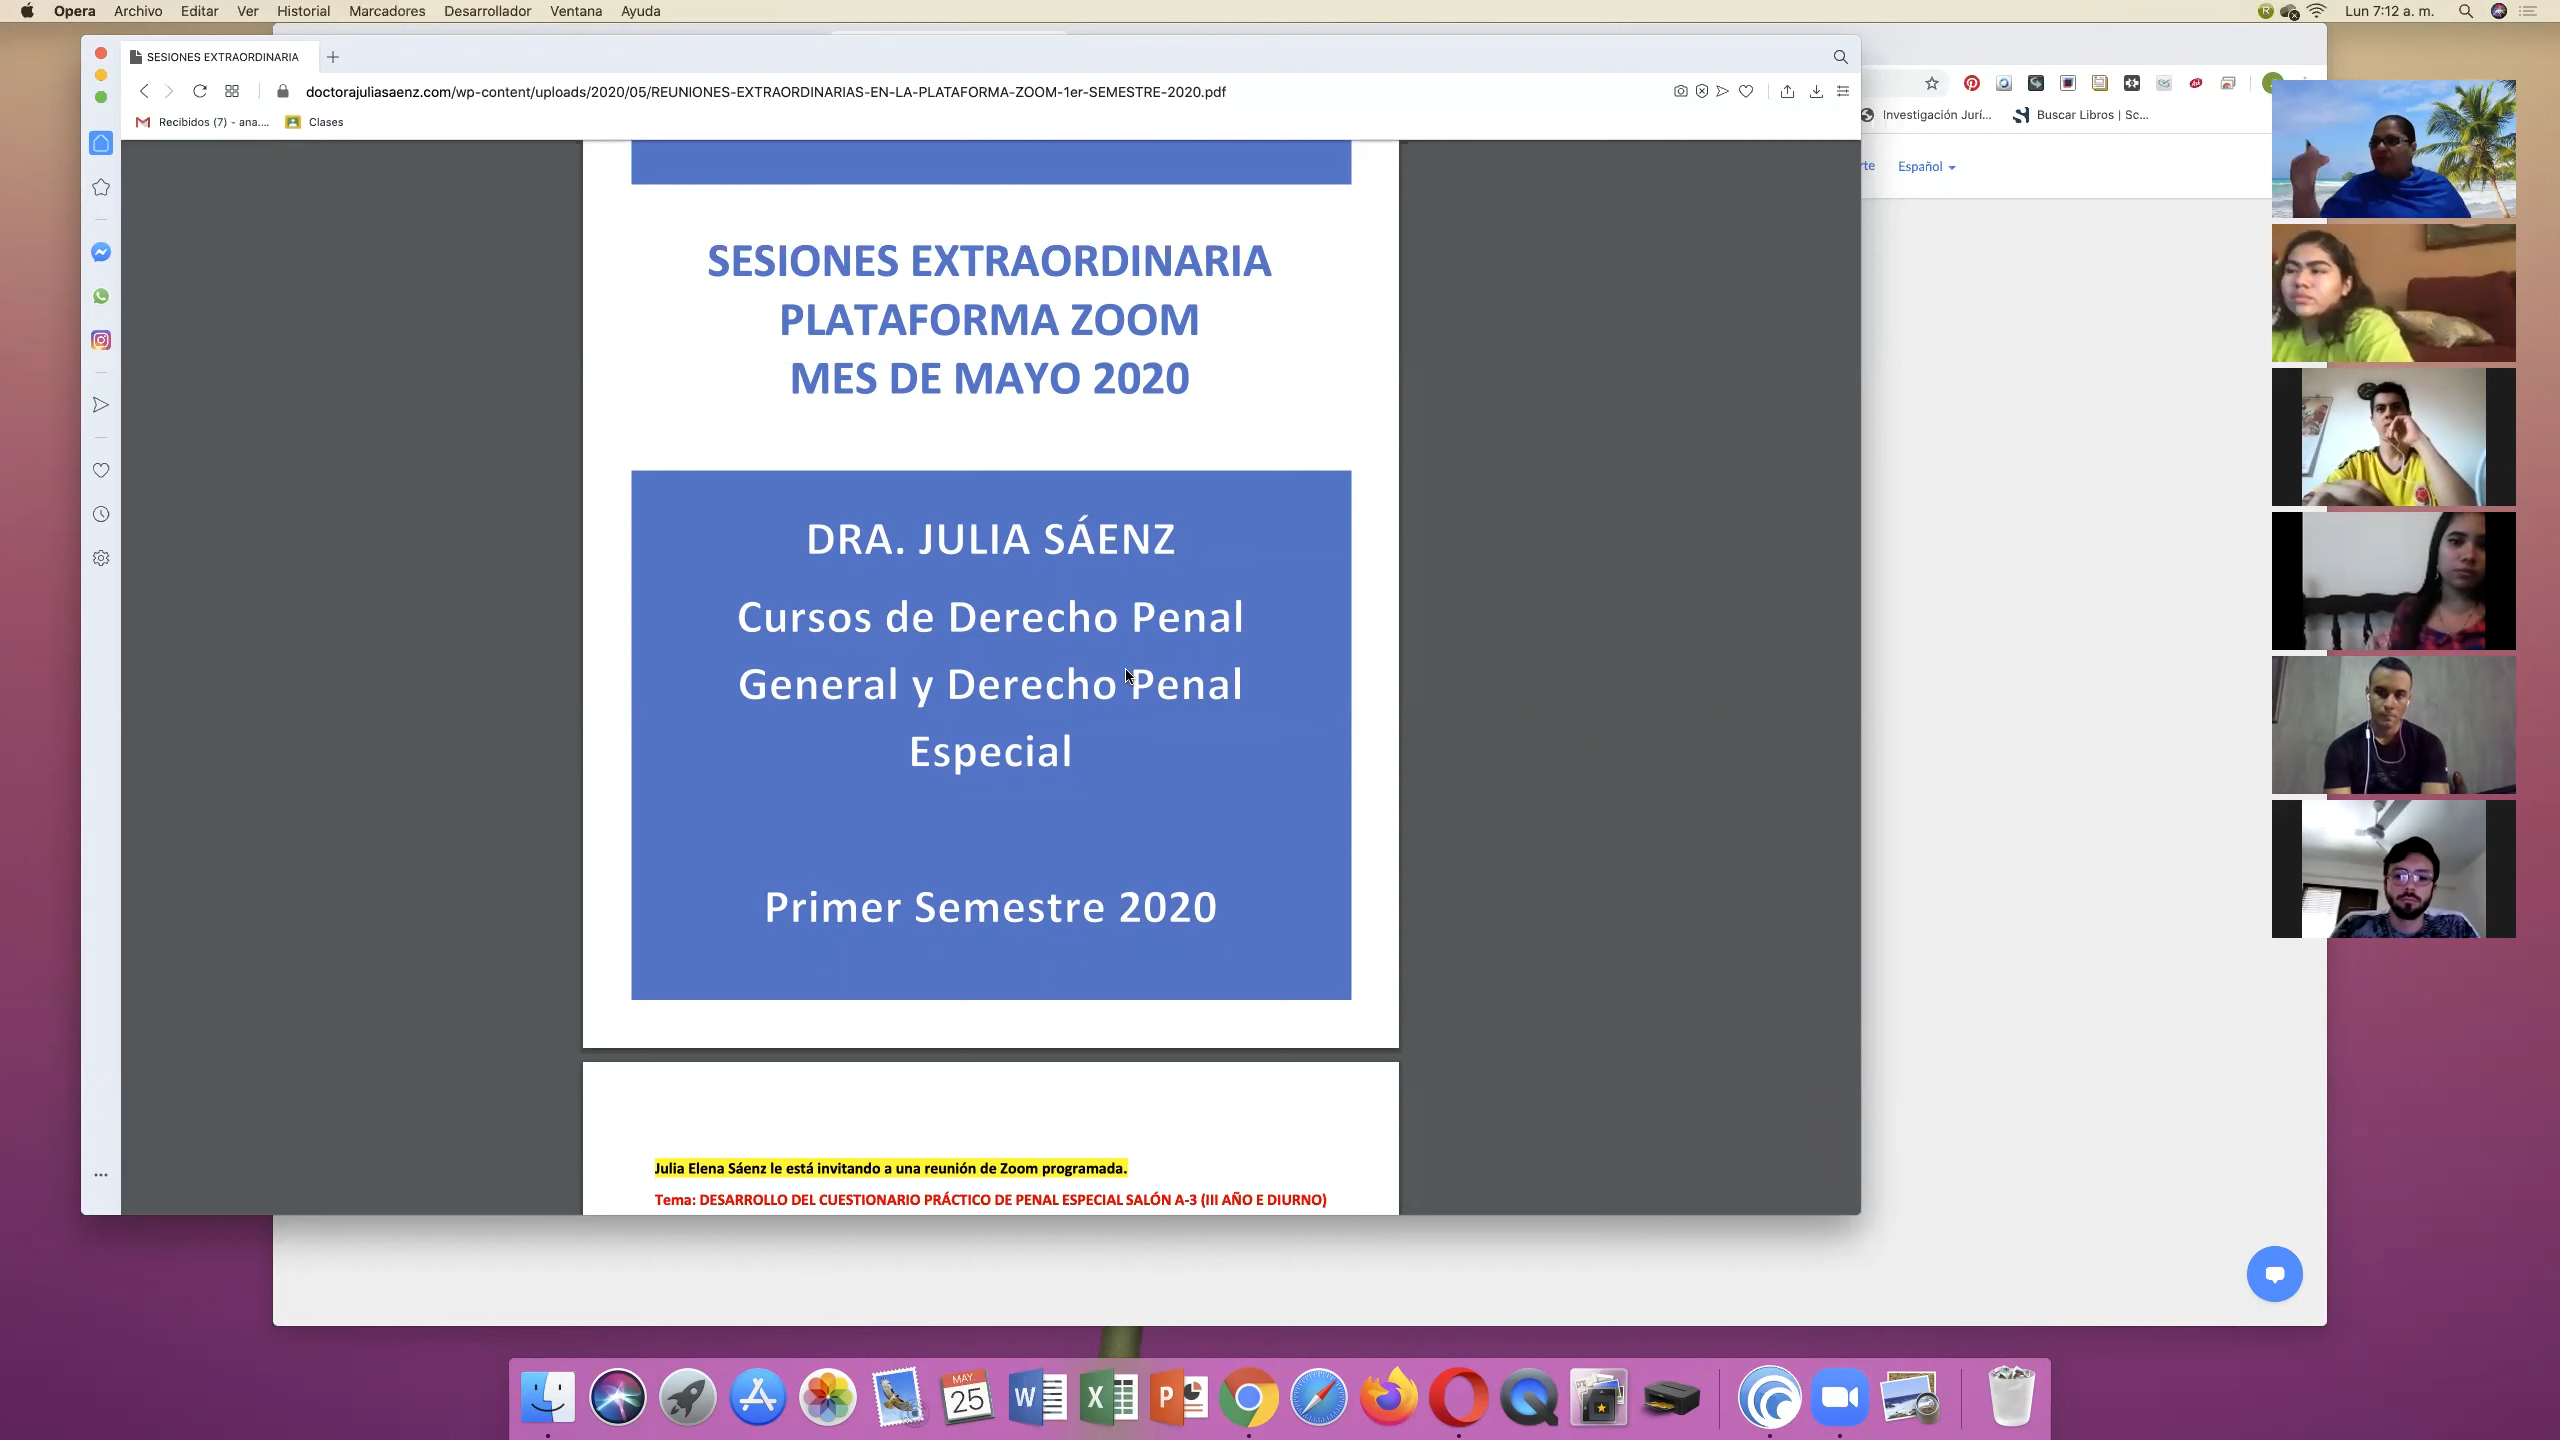 Opera Archivo Editar Ver Historial Marcadores Desarrollador Ventana Ayuda
Lun 7:12 a. m.
SESIONES EXTRAORDINARIA
doctorajuliasaenz.com/wp-content/uploads/2020/05/REUNIONES-EXTRAORDINARIAS-EN-LA-PLATAFORMA-ZOOM-1er-SEMESTRE-2020.pdf
Recibidos (7) - ana.... Clases
Investigación Jurí... Buscar Libros | Sc...
rte Español
SESIONES EXTRAORDINARIA
PLATAFORMA ZOOM
MES DE MAYO 2020
DRA. JULIA SÁENZ
Cursos de Derecho Penal
General y Derecho Penal
Especial
Primer Semestre 2020
Julia Elena Sáenz le está invitando a una reunión de Zoom programada.
Tema: DESARROLLO DEL CUESTIONARIO PRÁCTICO DE PENAL ESPECIAL SALÓN A-3 (III AÑO E DIURNO)
MAY.
25
W X P